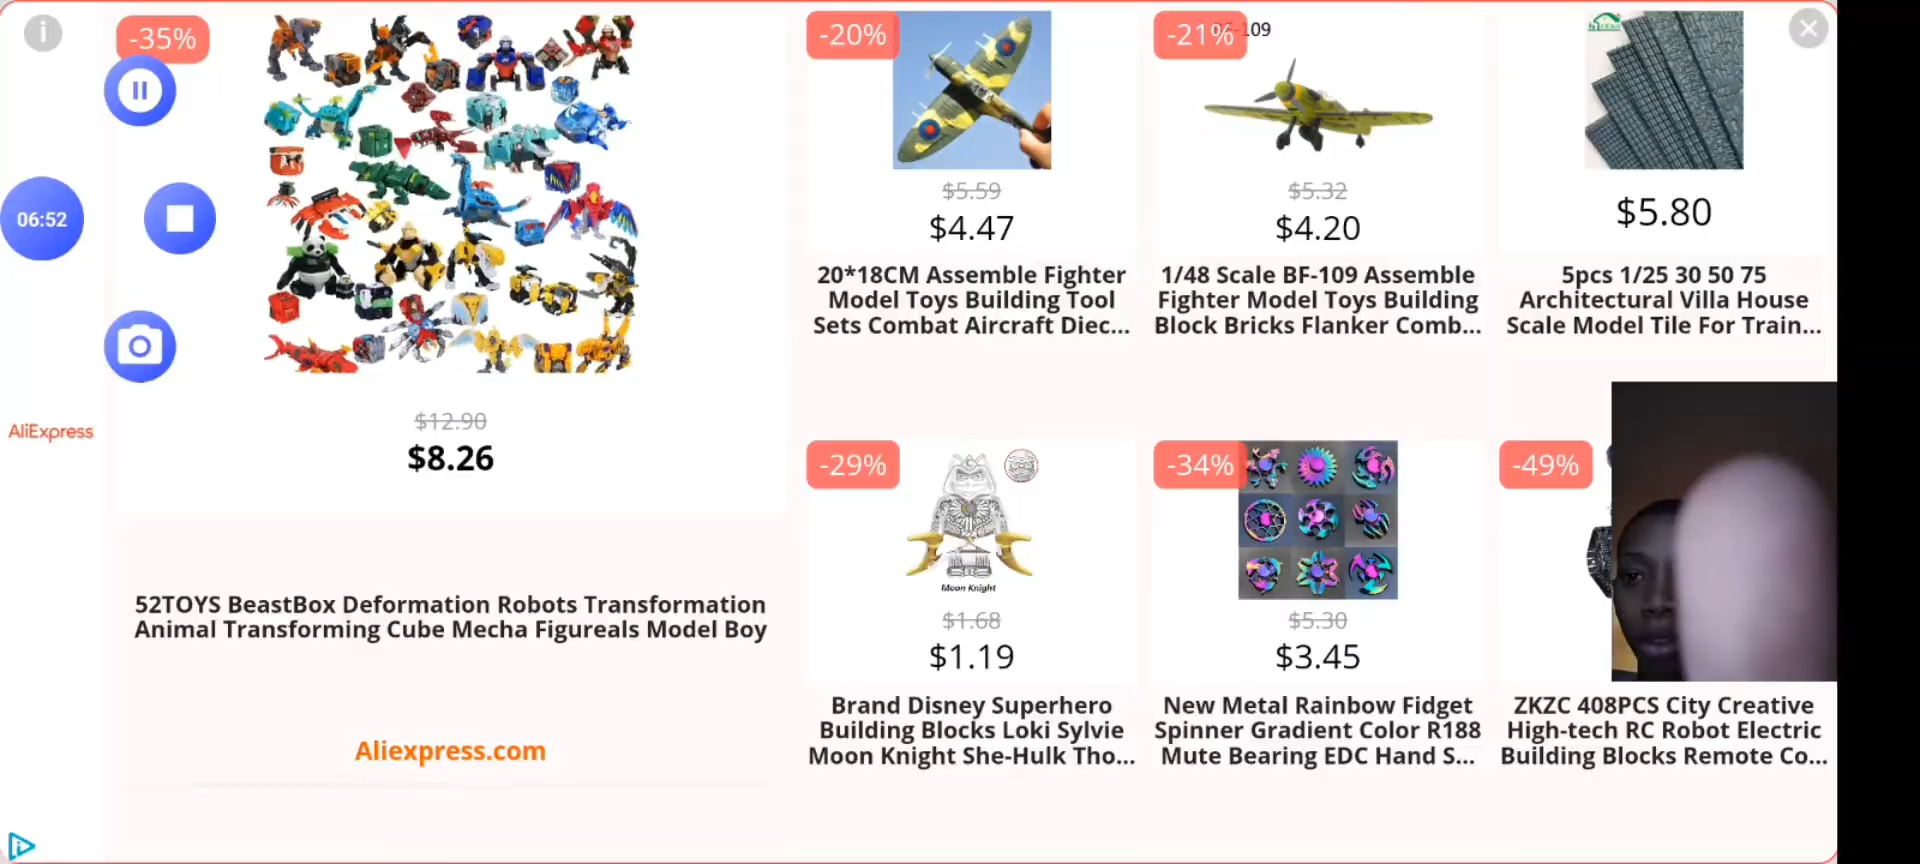 -35%
06:52
AliExpress
$12.90
$8.26
52TOYS BeastBox Deformation Robots Transformation
Animal Transforming Cube Mecha Figureals Model Boy
Aliexpress.com
-20%
$5.59
$4.47
20*18CM Assemble Fighter
Model Toys Building Tool
Sets Combat Aircraft Diec...
-21%
-109
$5.32
$4.20
1/48 Scale BF-109 Assemble
Fighter Model Toys Building
Block Bricks Flanker Comb...
$5.80
5pcs 1/25 30 50 75
Architectural Villa House
Scale Model Tile For Train...
-29%
Moon Knight
$1.68
$1.19
Brand Disney Superhero
Building Blocks Loki Sylvie
Moon Knight She-Hulk Tho...
-34%
$5.30
$3.45
New Metal Rainbow Fidget
Spinner Gradient Color R188
Mute Bearing EDC Hand S...
-49%
ZKZC 408PCS City Creative
High-tech RC Robot Electric
Building Blocks Remote Co...